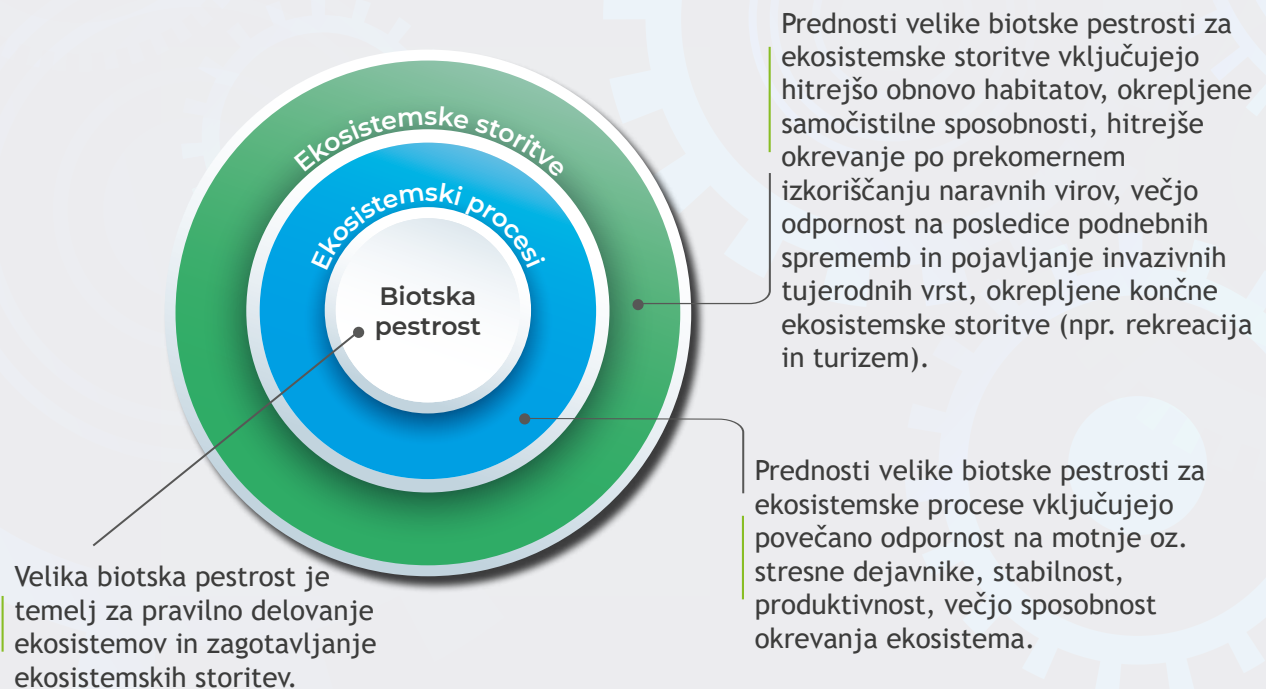 Ekosistemske storitve
Ekosistemski procesi
Biotska
pestrost
Prednosti velike biotske pestrosti za
ekosistemske storitve vključujejo
hitrejšo obnovo habitatov, okrepljene
samočistilne sposobnosti, hitrejše
okrevanje po prekomernem
izkoriščanju naravnih virov, večjo
odpornost na posledice podnebnih
sprememb in pojavljanje invazivnih
tujerodnih vrst, okrepljene končne
ekosistemske storitve (npr. rekreacija
in turizem).
Prednosti velike biotske pestrosti za
ekosistemske procese vključujejo
povečano odpornost na motnje oz.
stresne dejavnike, stabilnost,
produktivnost, večjo sposobnost
okrevanja ekosistema.
Velika biotska pestrost je
temelj za pravilno delovanje
ekosistemov in zagotavljanje
ekosistemskih storitev.